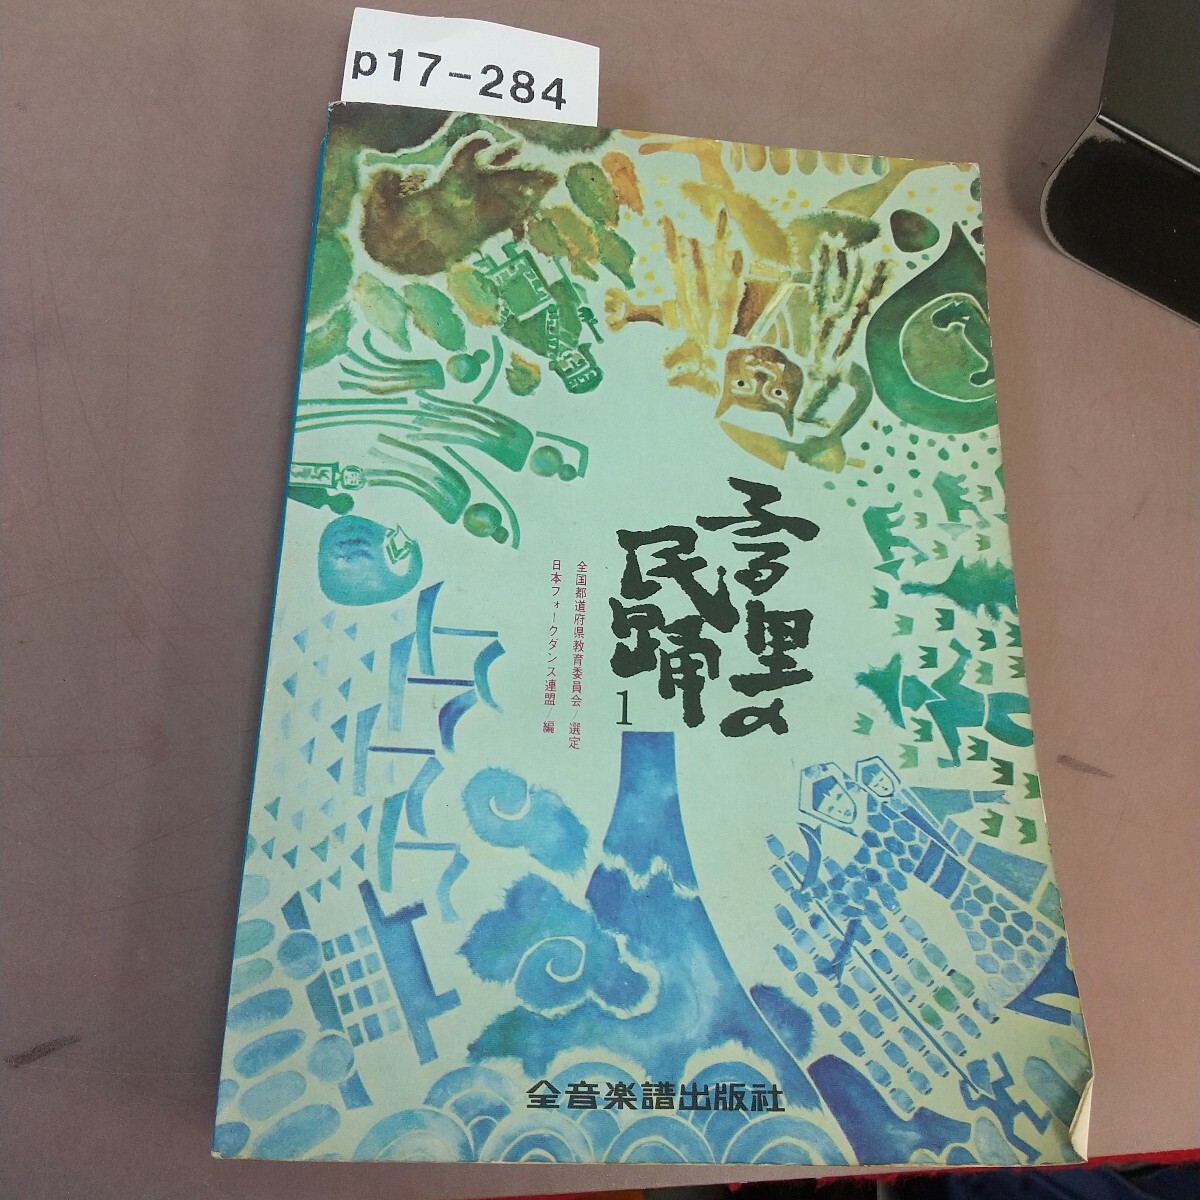 p17-284
ふる里の
民踊
1
全国都道府県教育委員会/選定
日本フォークダンス連盟/編
全音楽譜出版社